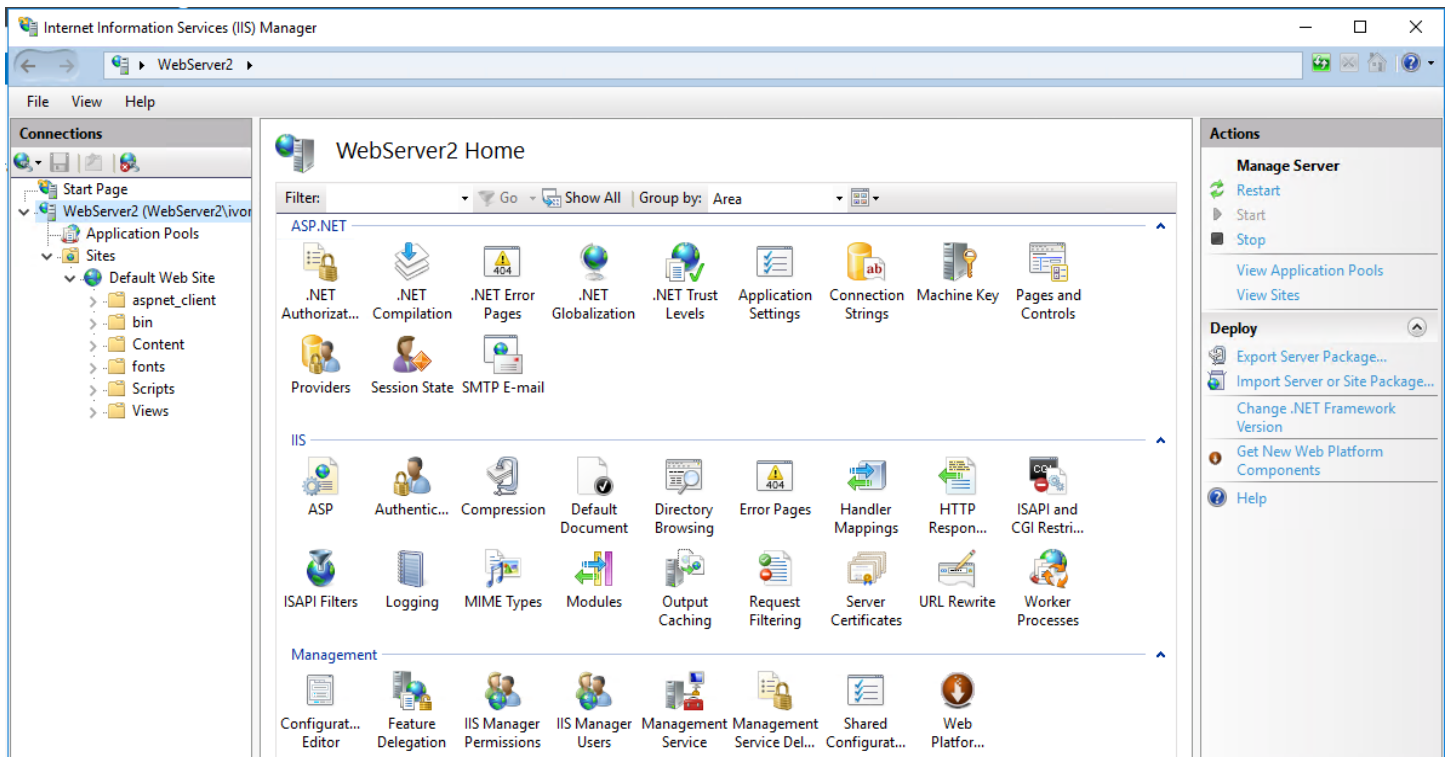 Internet Information Services (IIS) Manager
WebServer2
File View Help
Connections
Start Page
WebServer2 (WebServer2\ivor
Application Pools
Sites
Default Web Site
aspnet_client
bin
Content
fonts
Scripts
Views
WebServer2 Home
Filter: Go Show All Group by: Area
ASP.NET
.NET Authorizat...
.NET Compilation
.NET Error Pages
.NET Globalization
.NET Trust Levels
Application Settings
Connection Strings
Machine Key
Pages and Controls
Providers
Session State
SMTP E-mail
IIS
ASP
Authentic...
Compression
Default Document
Directory Browsing
Error Pages
Handler Mappings
HTTP Respon...
ISAPI and CGI Restri...
ISAPI Filters
Logging
MIME Types
Modules
Output Caching
Request Filtering
Server Certificates
URL Rewrite
Worker Processes
Management
Configurat... Editor
Feature Delegation
IIS Manager Permissions
IIS Manager Users
Management Service
Management Service Del...
Shared Configurat...
Web Platfor...
Actions
Manage Server
Restart
Start
Stop
View Application Pools
View Sites
Deploy
Export Server Package...
Import Server or Site Package...
Change .NET Framework
Version
Get New Web Platform
Components
Help